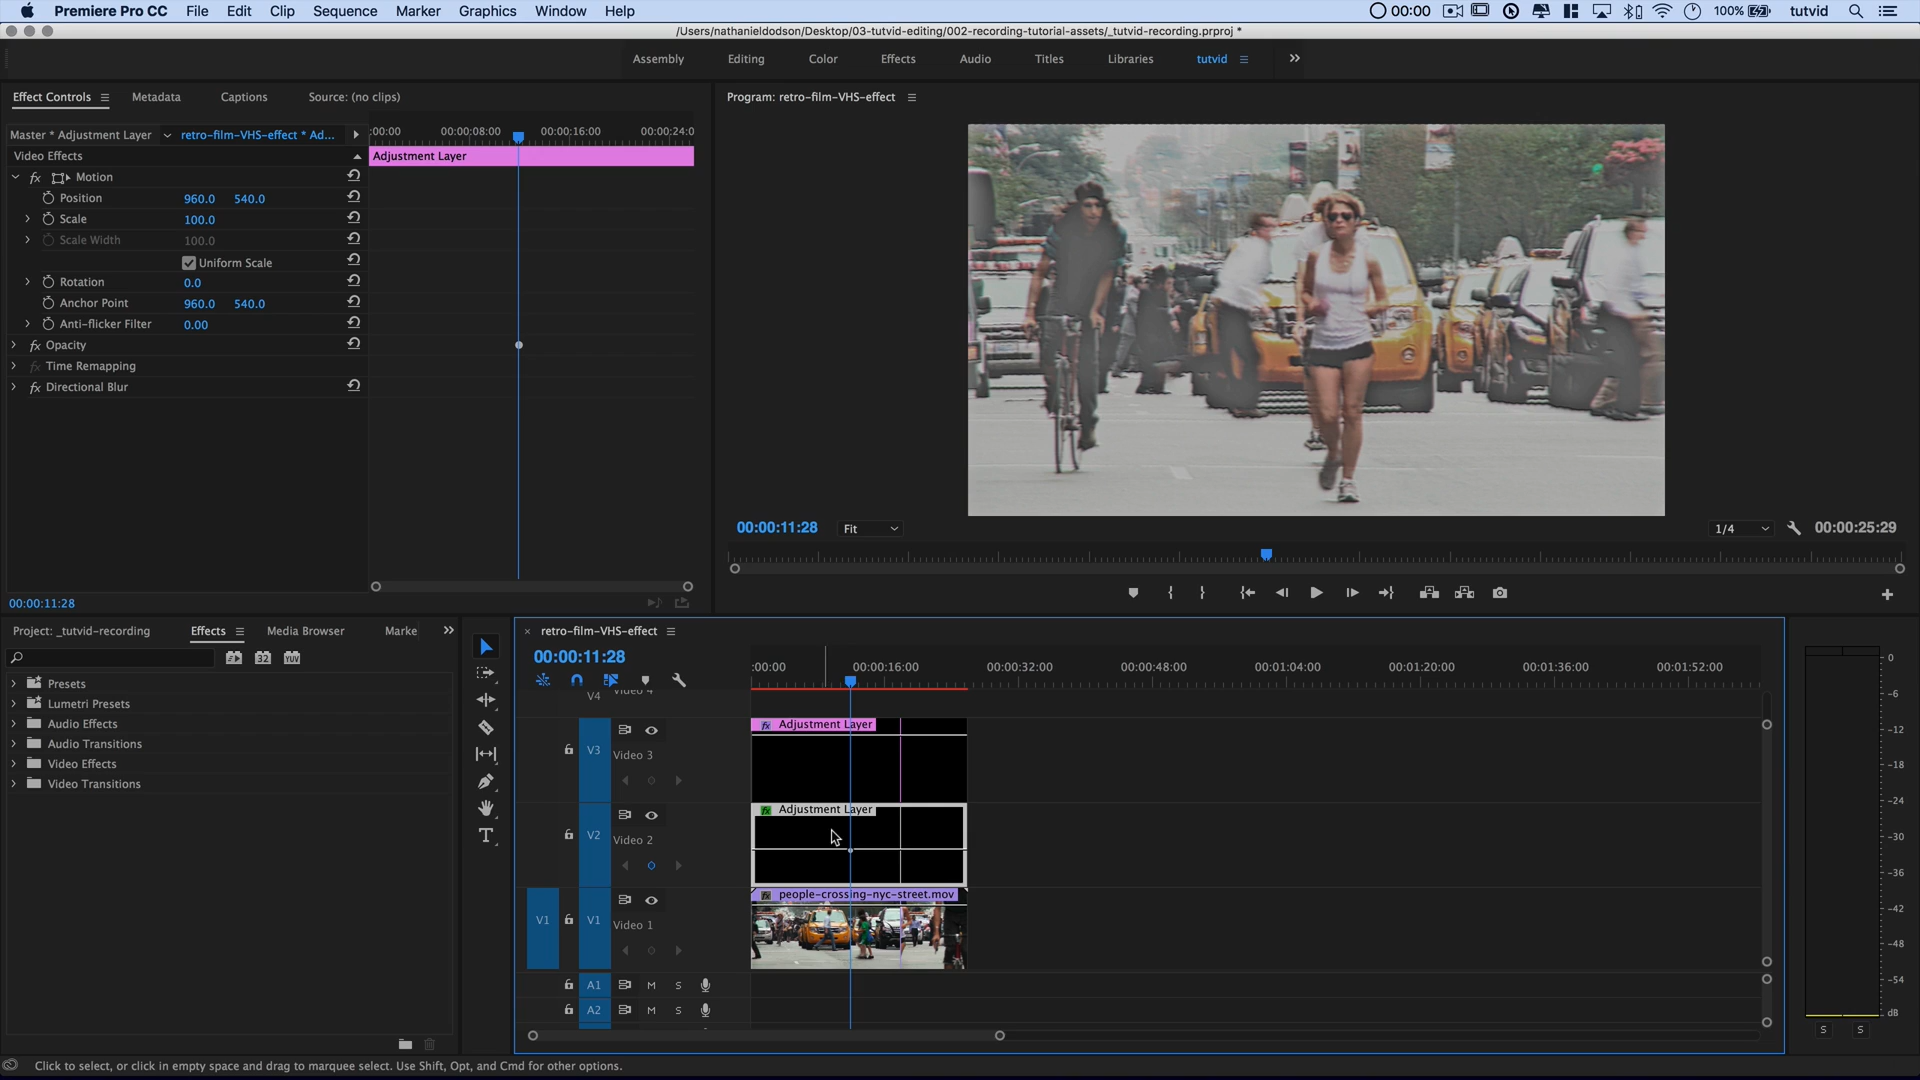 Premiere Pro CC File Edit Clip Sequence Marker Graphics Window Help 00:00 100% tutvid
/Users/nathanieldodson/Desktop/03-tutvid-editing/002-recording-tutorial-assets/_tutvid-recording.prproj *
Assembly Editing Color Effects Audio Titles Libraries tutvid
Effect Controls Metadata Captions Source: (no clips)
Program: retro-film-VHS-effect
Master * Adjustment Layer retro-film-VHS-effect * Ad...
:00:00 00:00:08:00 00:00:16:00 00:00:24:0
Video Effects
Adjustment Layer
fx Motion
Position 960.0 540.0
Scale 100.0
Scale Width 100.0
Uniform Scale
Rotation 0.0
Anchor Point 960.0 540.0
Anti-flicker Filter 0.00
fx Opacity
fx Time Remapping
fx Directional Blur
00:00:11:28
00:00:11:28 Fit 1/4 00:00:25:29
Project: _tutvid-recording Effects Media Browser Marke
32 YUV
Presets
Lumetri Presets
Audio Effects
Audio Transitions
Video Effects
Video Transitions
× retro-film-VHS-effect
00:00:11:28
:00:00 00:00:16:00 00:00:32:00 00:00:48:00 00:01:04:00 00:01:20:00 00:01:36:00 00:01:52:00
V4 Video 4
fx Adjustment Layer
V3 Video 3
fx Adjustment Layer
V2 Video 2
fx people-crossing-nyc-street.mov
V1 V1 Video 1
A1 M S
A2 M S
0
-6
-12
-18
-24
-30
-36
-42
-48
-54
dB
S S
Click to select, or click in empty space and drag to marquee select. Use Shift, Opt, and Cmd for other options.